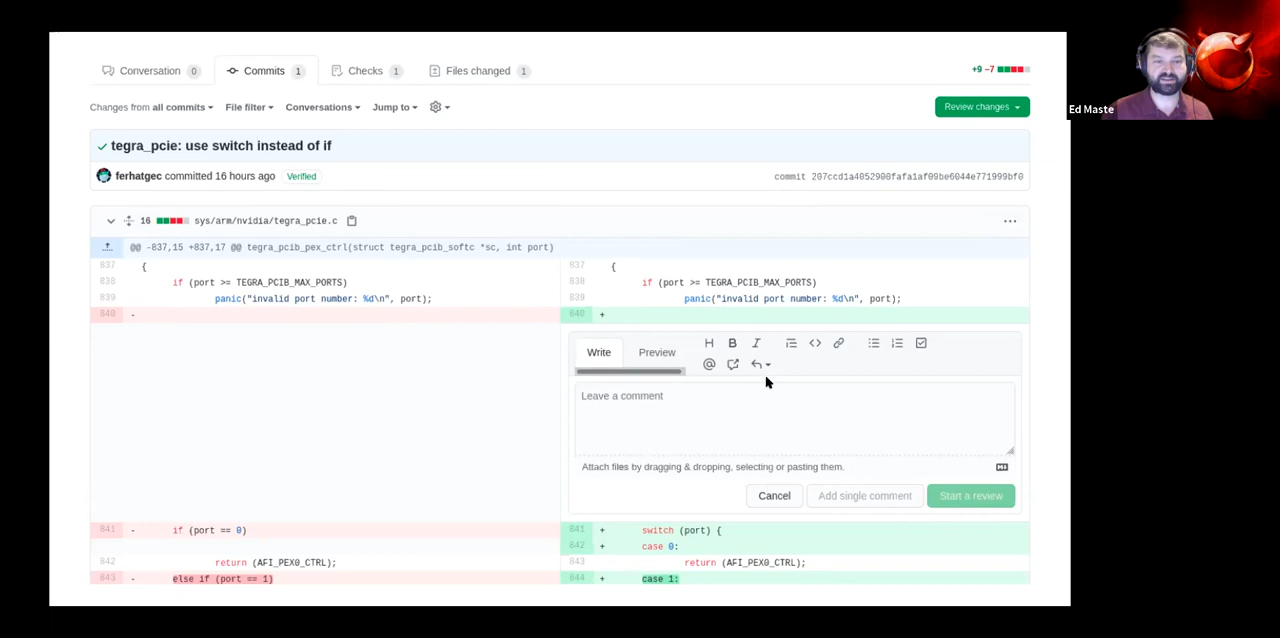 Conversation 0 Commits 1 Checks 1 Files changed 1 +9 −7
Changes from all commits File filter Conversations Jump to Review changes
Ed Maste
tegra_pcie: use switch instead of if
ferhatgec committed 16 hours ago Verified commit 207ccd1a4052900fafa1af09be6044e771999bf0
16 sys/arm/nvidia/tegra_pcie.c
@@ -837,15 +837,17 @@ tegra_pcib_pex_ctrl(struct tegra_pcib_softc *sc, int port)
837 { 837 {
838 if (port >= TEGRA_PCIB_MAX_PORTS) 838 if (port >= TEGRA_PCIB_MAX_PORTS)
839 panic("invalid port number: %d\n", port); 839 panic("invalid port number: %d\n", port);
840 - 840 +
Write Preview H B I
@
Leave a comment
Attach files by dragging & dropping, selecting or pasting them.
Cancel Add single comment Start a review
841 - if (port == 0) 841 + switch (port) {
842 + case 0:
842 return (AFI_PEX0_CTRL); 843 return (AFI_PEX0_CTRL);
843 - else if (port == 1) 844 + case 1: